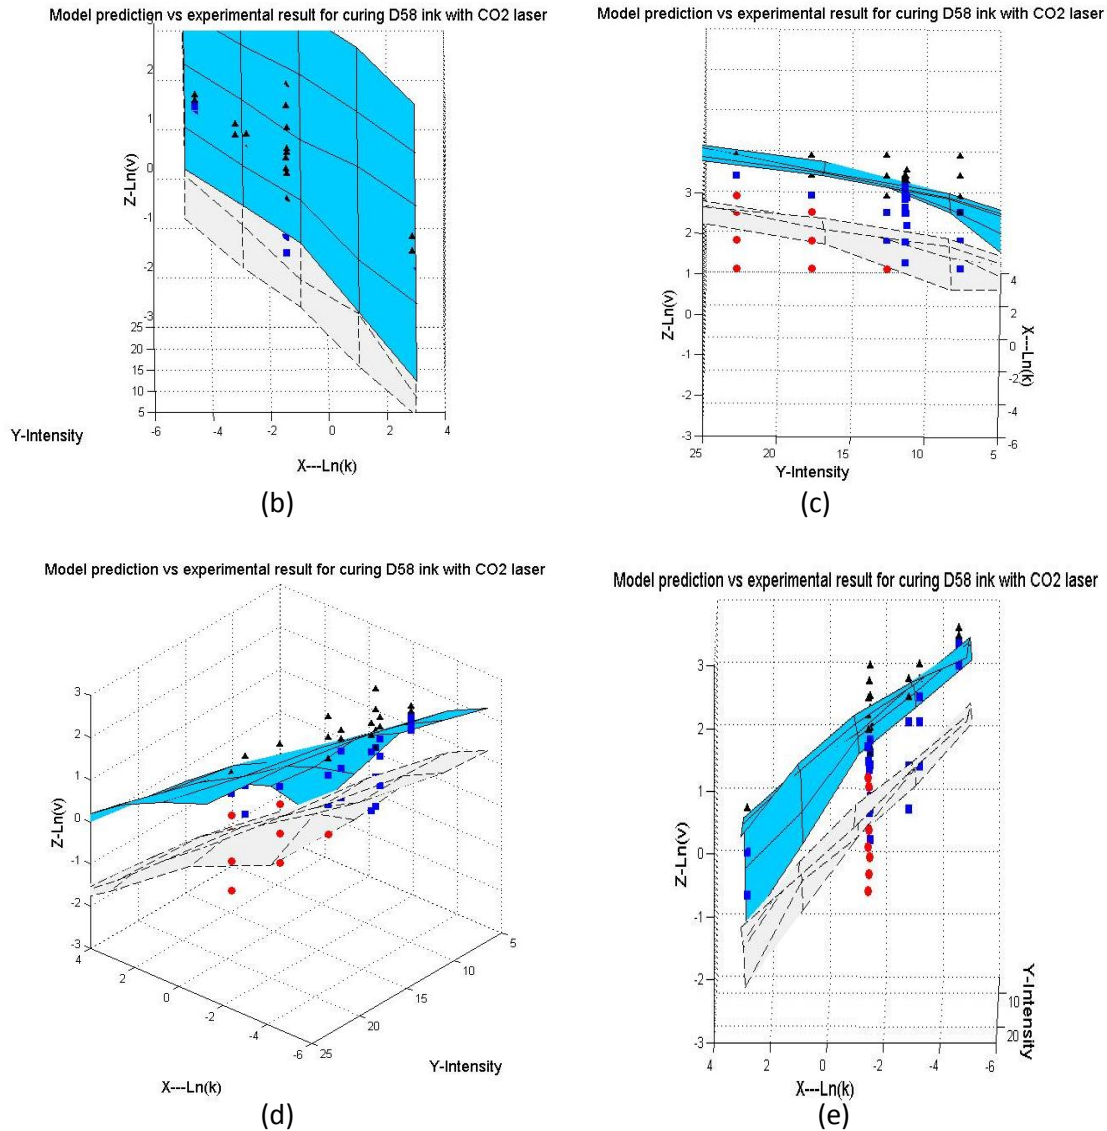 Model prediction vs experimental result for curing D58 ink with CO2 laser
3
2
1
0
-1
-2
-3
25
20
15
10
5
-6 -4 -2 0 2 4
Z-Ln(v)
Y-Intensity
X---Ln(k)
(b)
Model prediction vs experimental result for curing D58 ink with CO2 laser
3
2
1
0
-1
-2
-3
4
2
0
-2
-4
-6
25 20 15 10 5
Z-Ln(v)
X---Ln(k)
Y-Intensity
(c)
Model prediction vs experimental result for curing D58 ink with CO2 laser
3
2
1
0
-1
-2
-3
4
2
0
-2
-4
-6
25
20
15
10
5
Z-Ln(v)
Y-Intensity
X---Ln(k)
(d)
Model prediction vs experimental result for curing D58 ink with CO2 laser
3
2
1
0
-1
-2
-3
10
20
4 2 0 -2 -4 -6
Z-Ln(v)
Y-Intensity
X---Ln(k)
(e)